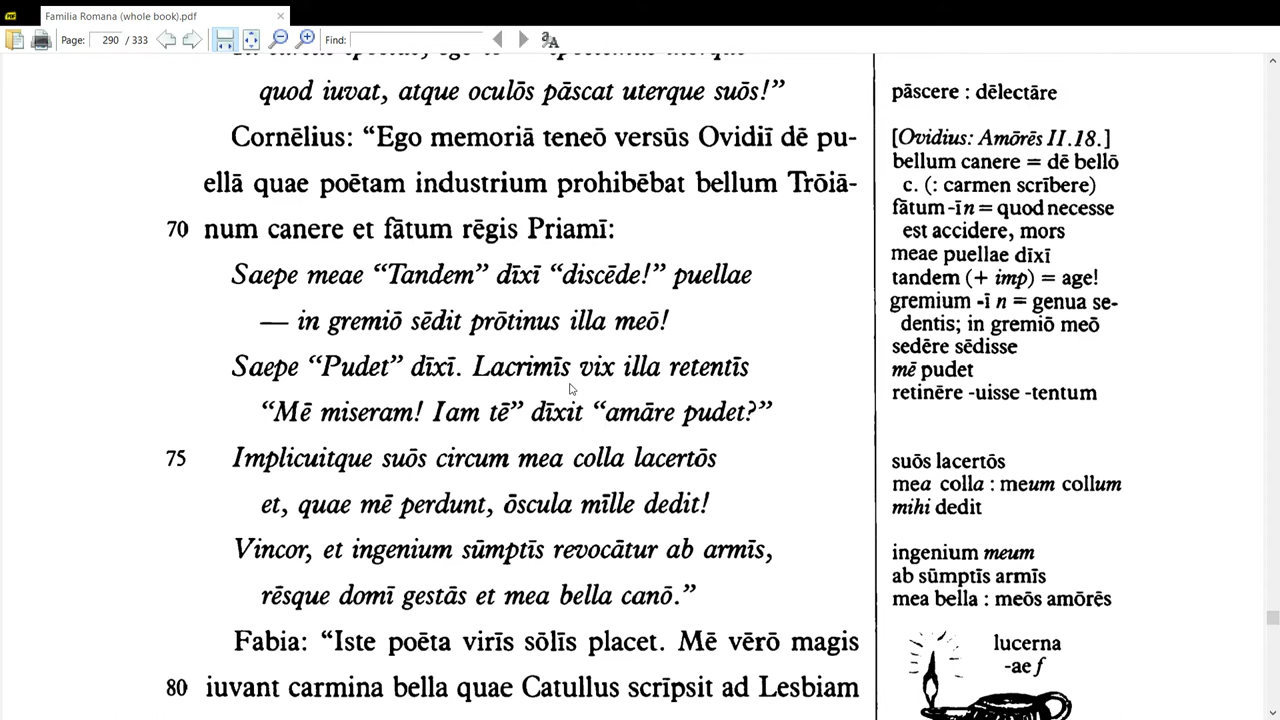 Familia Romana (whole book).pdf
Page: 290 / 333 Find:
quod iuvat, atque oculōs pāscat uterque suōs!”
Cornēlius: “Ego memoriā teneō versūs Ovidiī dē pu-
ellā quae poētam industrium prohibēbat bellum Trōiā-
70 num canere et fātum rēgis Priamī:
Saepe meae “Tandem” dīxī “discēde!” puellae
— in gremiō sēdit prōtinus illa meō!
Saepe “Pudet” dīxī. Lacrimīs vix illa retentīs
“Mē miseram! Iam tē” dīxit “amāre pudet?”
75 Implicuitque suōs circum mea colla lacertōs
et, quae mē perdunt, ōscula mīlle dedit!
Vincor, et ingenium sūmptīs revocātur ab armīs,
rēsque domī gestās et mea bella canō.”
Fabia: “Iste poēta virīs sōlīs placet. Mē vērō magis
80 iuvant carmina bella quae Catullus scrīpsit ad Lesbiam
pāscere : dēlectāre
[Ovidius: Amōrēs II.18.]
bellum canere = dē bellō
c. (: carmen scrībere)
fātum -ī n = quod necesse
est accidere, mors
meae puellae dīxī
tandem (+ imp) = age!
gremium -ī n = genua se-
dentis; in gremiō meō
sedēre sēdisse
mē pudet
retinēre -uisse -tentum
suōs lacertōs
mea colla : meum collum
mihi dedit
ingenium meum
ab sūmptīs armīs
mea bella : meōs amōrēs
lucerna
-ae f